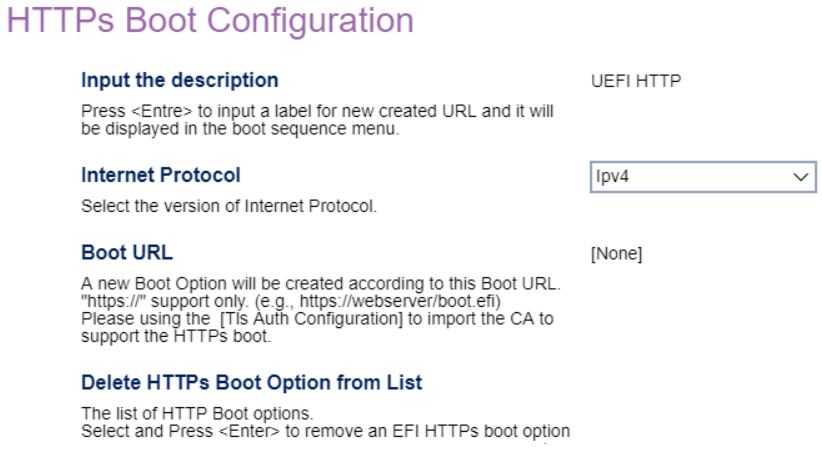 HTTPs Boot Configuration
Input the description
UEFI HTTP
Press <Entre> to input a label for new created URL and it will
be displayed in the boot sequence menu.
Internet Protocol
Ipv4
Select the version of Internet Protocol.
Boot URL
[None]
A new Boot Option will be created according to this Boot URL.
"https://" support only. (e.g., https://webserver/boot.efi)
Please using the  [Tls Auth Configuration] to import the CA to
support the HTTPs boot.
Delete HTTPs Boot Option from List
The list of HTTP Boot options.
Select and Press <Enter> to remove an EFI HTTPs boot option